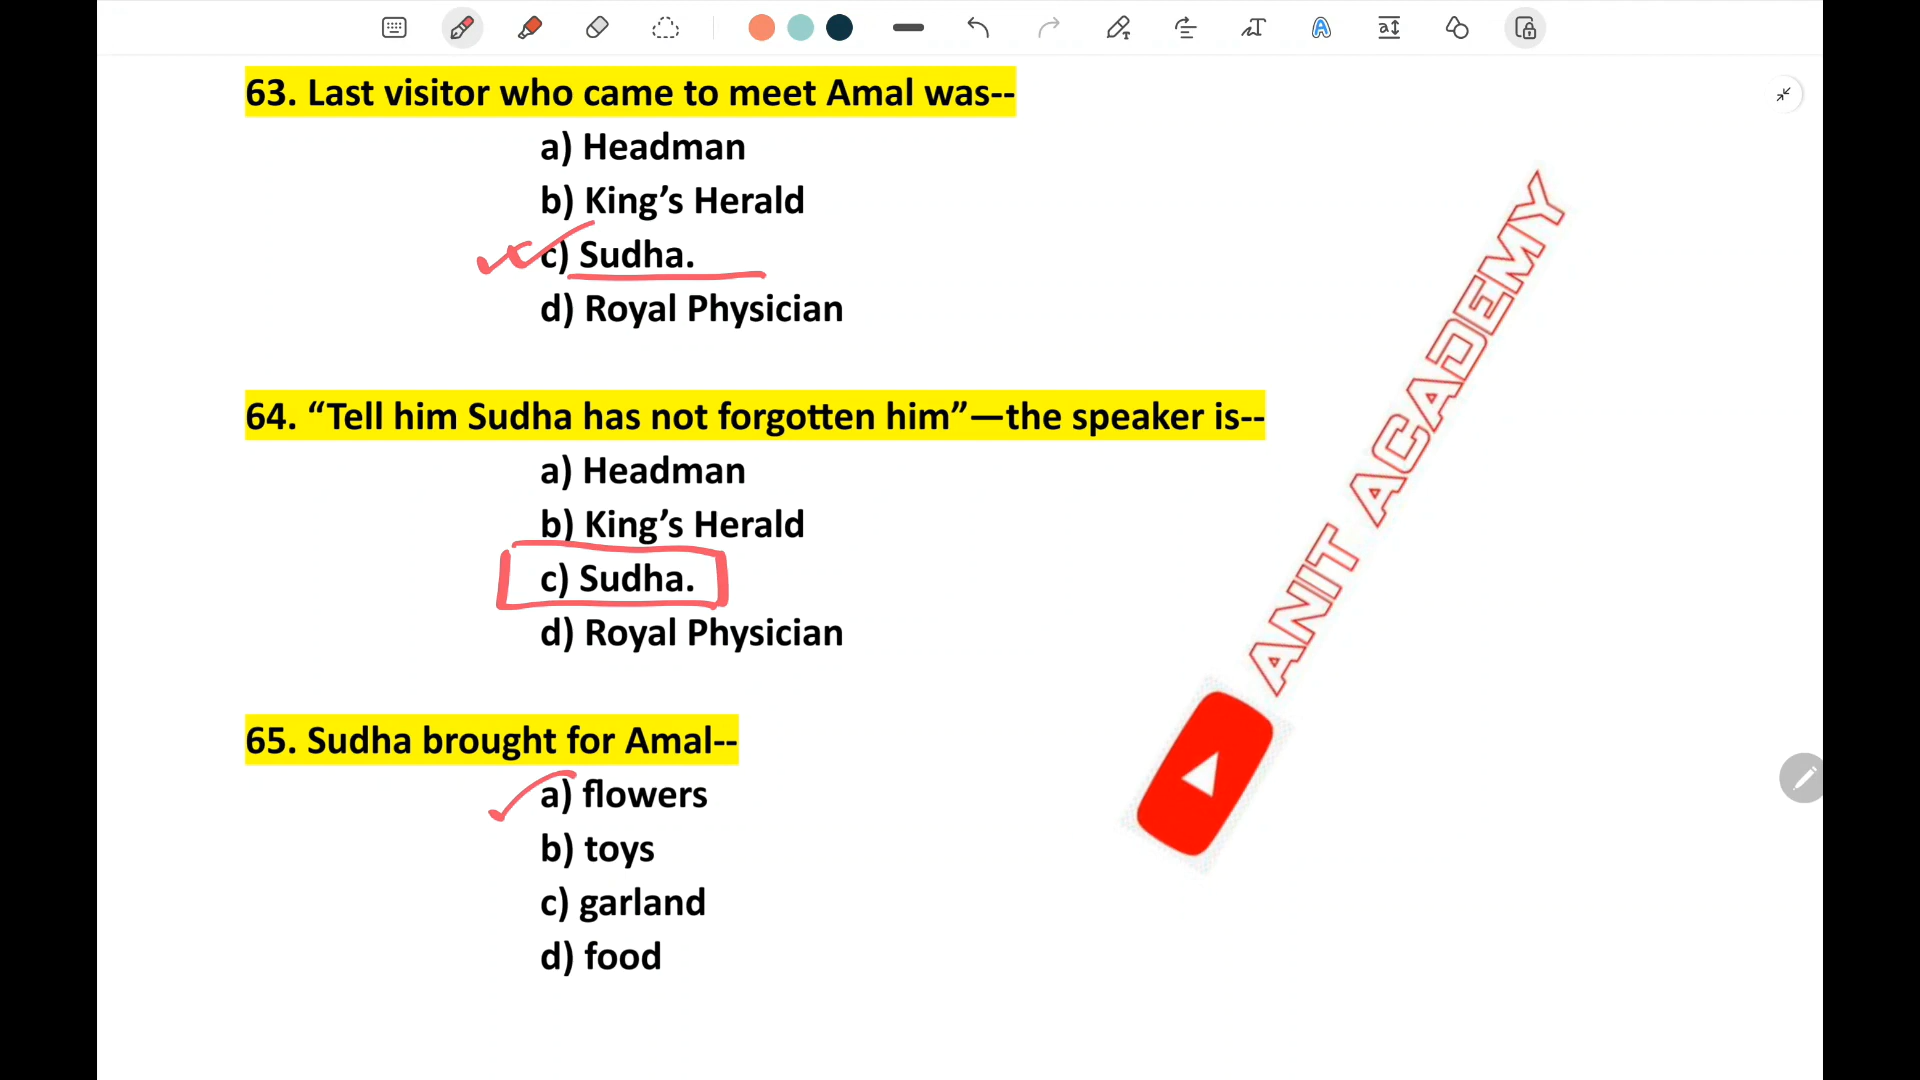 63. Last visitor who came to meet Amal was--
a) Headman
b) King’s Herald
c) Sudha.
d) Royal Physician
64. “Tell him Sudha has not forgotten him”—the speaker is--
a) Headman
b) King’s Herald
c) Sudha.
d) Royal Physician
65. Sudha brought for Amal--
a) flowers
b) toys
c) garland
d) food
ANIT ACADEMY